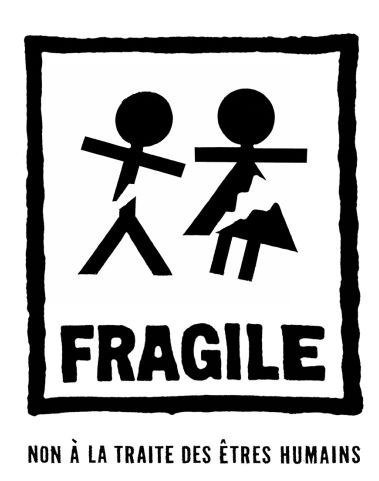 FRAGILE
NON À LA TRAITE DES ÊTRES HUMAINS